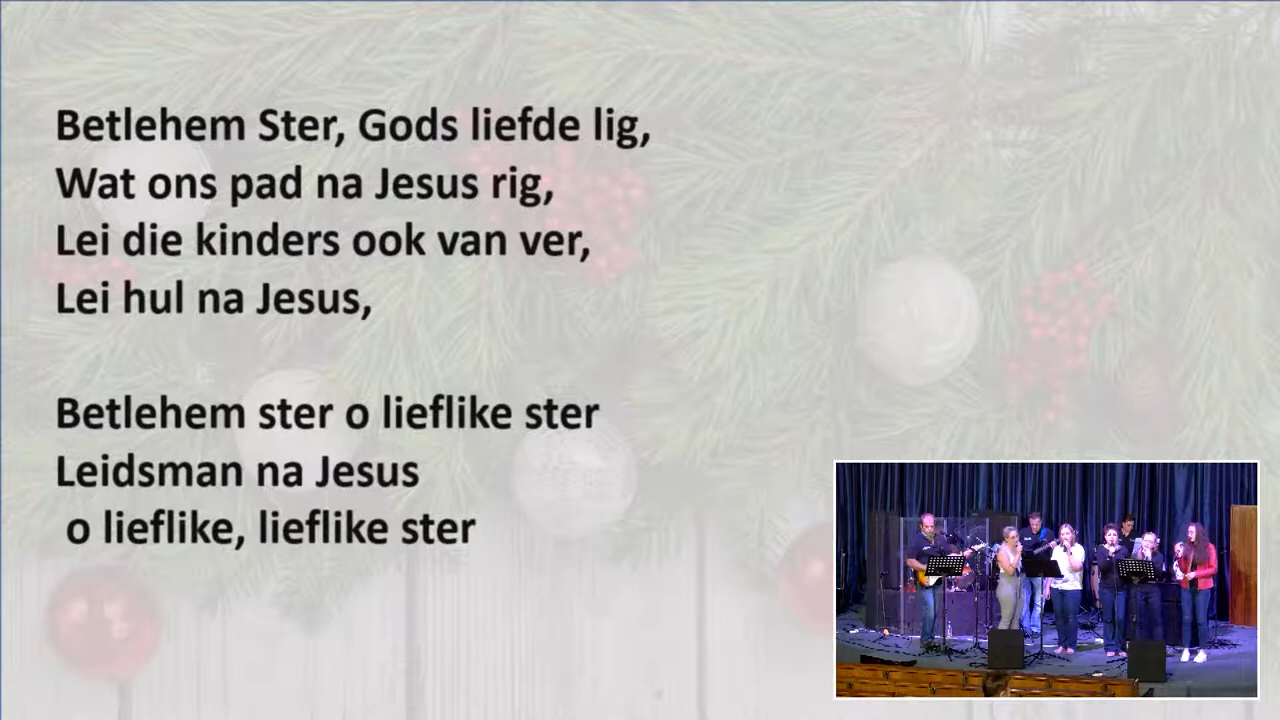 Betlehem Ster, Gods liefde lig,
Wat ons pad na Jesus rig,
Lei die kinders ook van ver,
Lei hul na Jesus,
Betlehem ster o lieflike ster
Leidsman na Jesus
o lieflike, lieflike ster